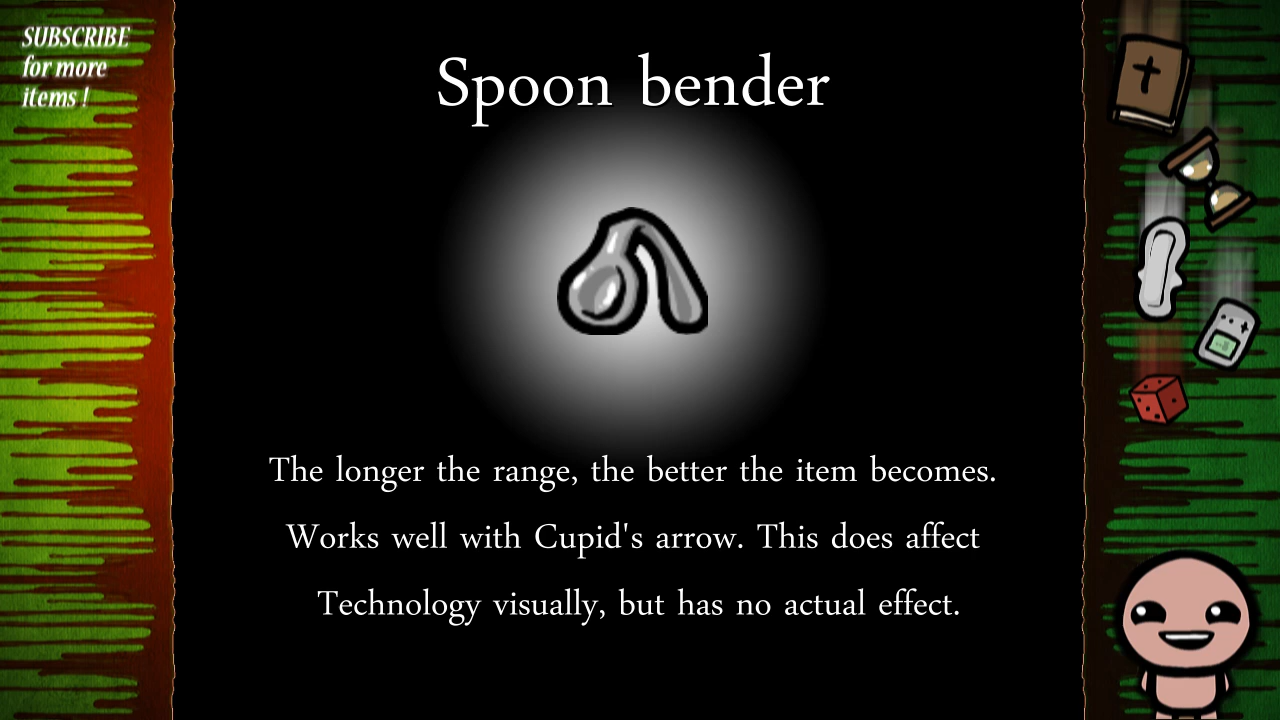 SUBSCRIBE
for more
items !
Spoon bender
The longer the range, the better the item becomes.
Works well with Cupid's arrow. This does affect
Technology visually, but has no actual effect.